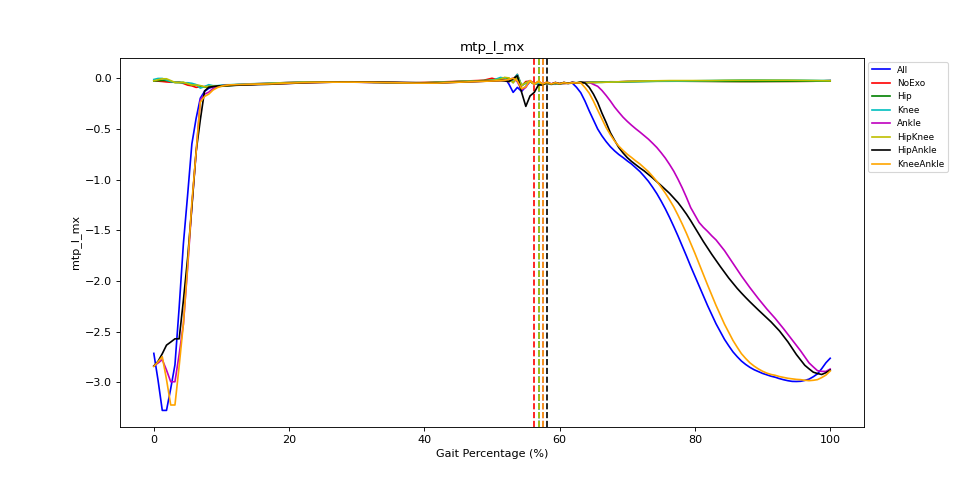 mtp_l_mx
0.0
−0.5
−1.0
−1.5
−2.0
−2.5
−3.0
mtp_l_mx
0
20
40
60
80
100
Gait Percentage (%)
All
NoExo
Hip
Knee
Ankle
HipKnee
HipAnkle
KneeAnkle